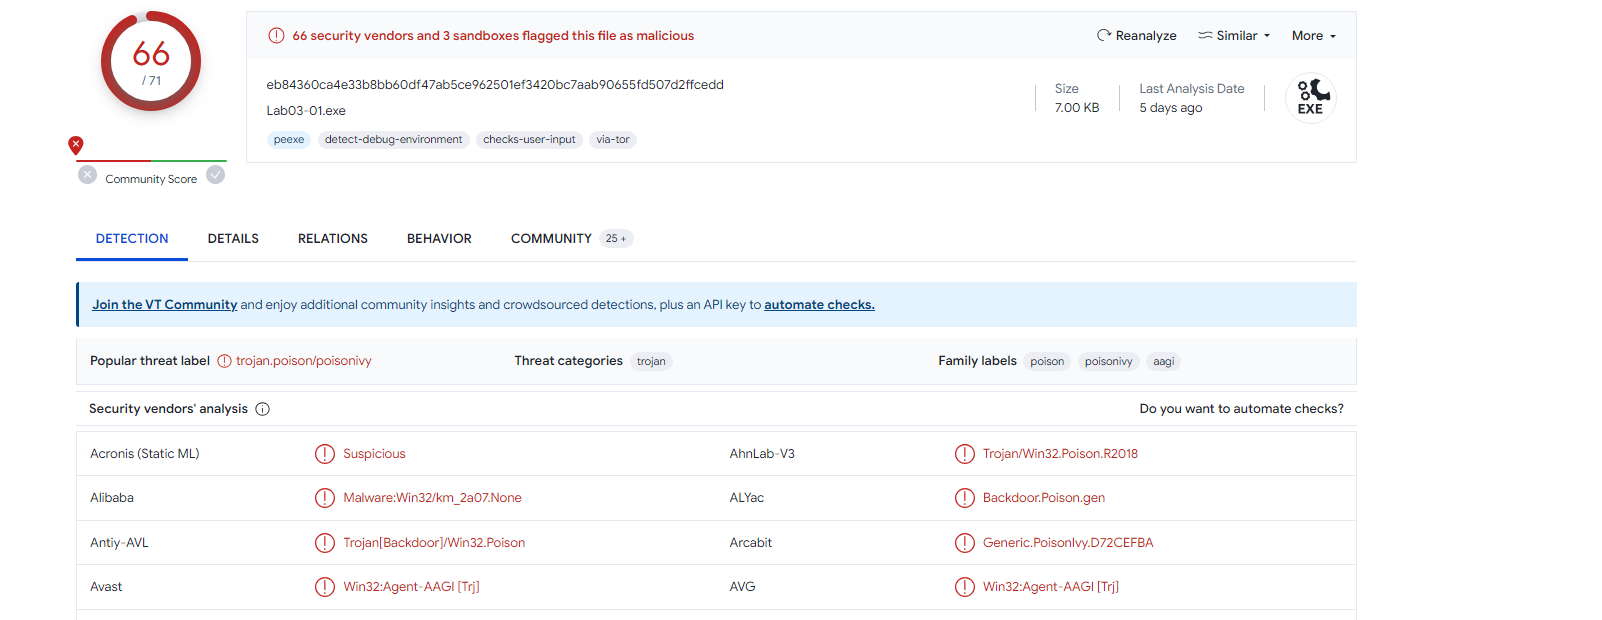 66
/ 71
Community Score
66 security vendors and 3 sandboxes flagged this file as malicious
Reanalyze Similar More
eb84360ca4e33b8bb60df47ab5ce962501ef3420bc7aab90655fd507d2ffcedd
Lab03-01.exe
peexe detect-debug-environment checks-user-input via-tor
Size
7.00 KB
Last Analysis Date
5 days ago
EXE
DETECTION DETAILS RELATIONS BEHAVIOR COMMUNITY 25 +
Join the VT Community and enjoy additional community insights and crowdsourced detections, plus an API key to automate checks.
Popular threat label trojan.poison/poisonivy Threat categories trojan Family labels poison poisonivy aagi
Security vendors' analysis Do you want to automate checks?
Acronis (Static ML) Suspicious AhnLab-V3 Trojan/Win32.Poison.R2018
Alibaba Malware:Win32/km_2a07.None ALYac Backdoor.Poison.gen
Antiy-AVL Trojan[Backdoor]/Win32.Poison Arcabit Generic.PoisonIvy.D72CEFBA
Avast Win32:Agent-AAGI [Trj] AVG Win32:Agent-AAGI [Trj]